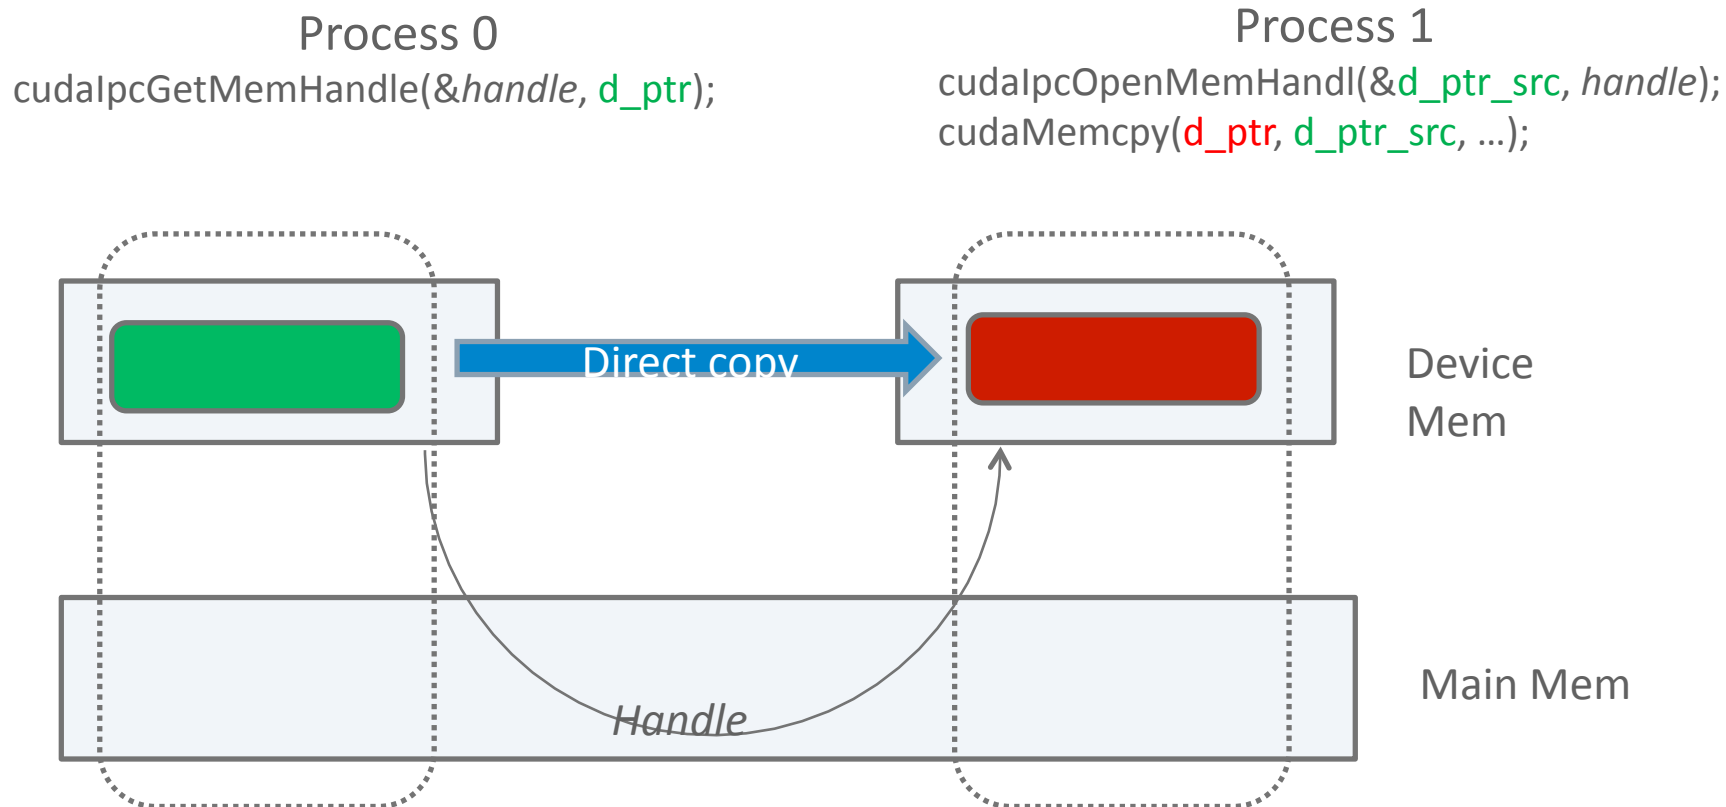 Process 0
cudaIpcGetMemHandle(&handle, d_ptr);
Process 1
cudaIpcOpenMemHandl(&d_ptr_src, handle);
cudaMemcpy(d_ptr, d_ptr_src, …);
Direct copy
Device
Mem
Handle
Main Mem